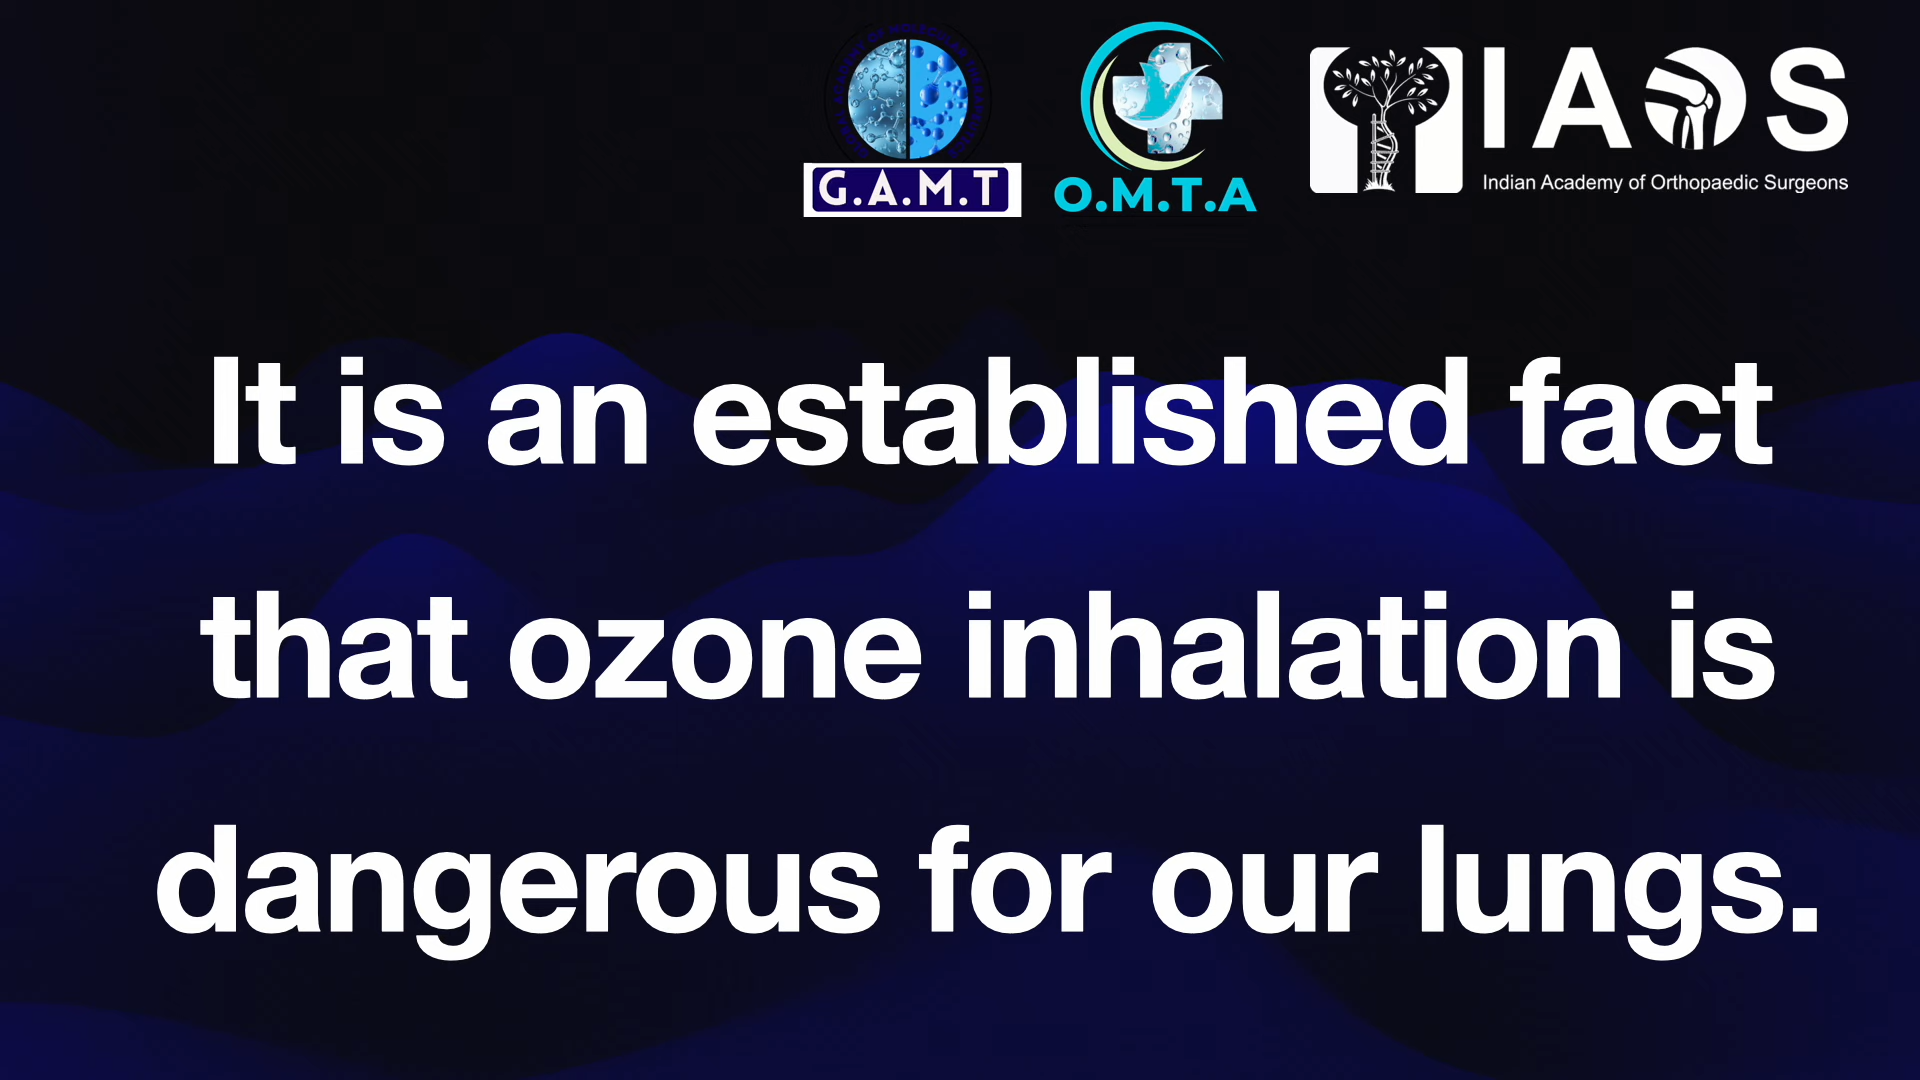 G.A.M.T
O.M.T.A
IAOS
Indian Academy of Orthopaedic Surgeons
It is an established fact
that ozone inhalation is
dangerous for our lungs.